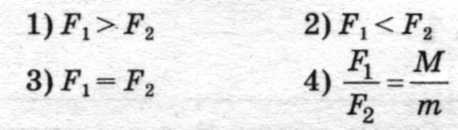 1) F₁ > F₂ 2) F₁ < F₂
3) F₁ = F₂ 4) F₁/F₂ = M/m